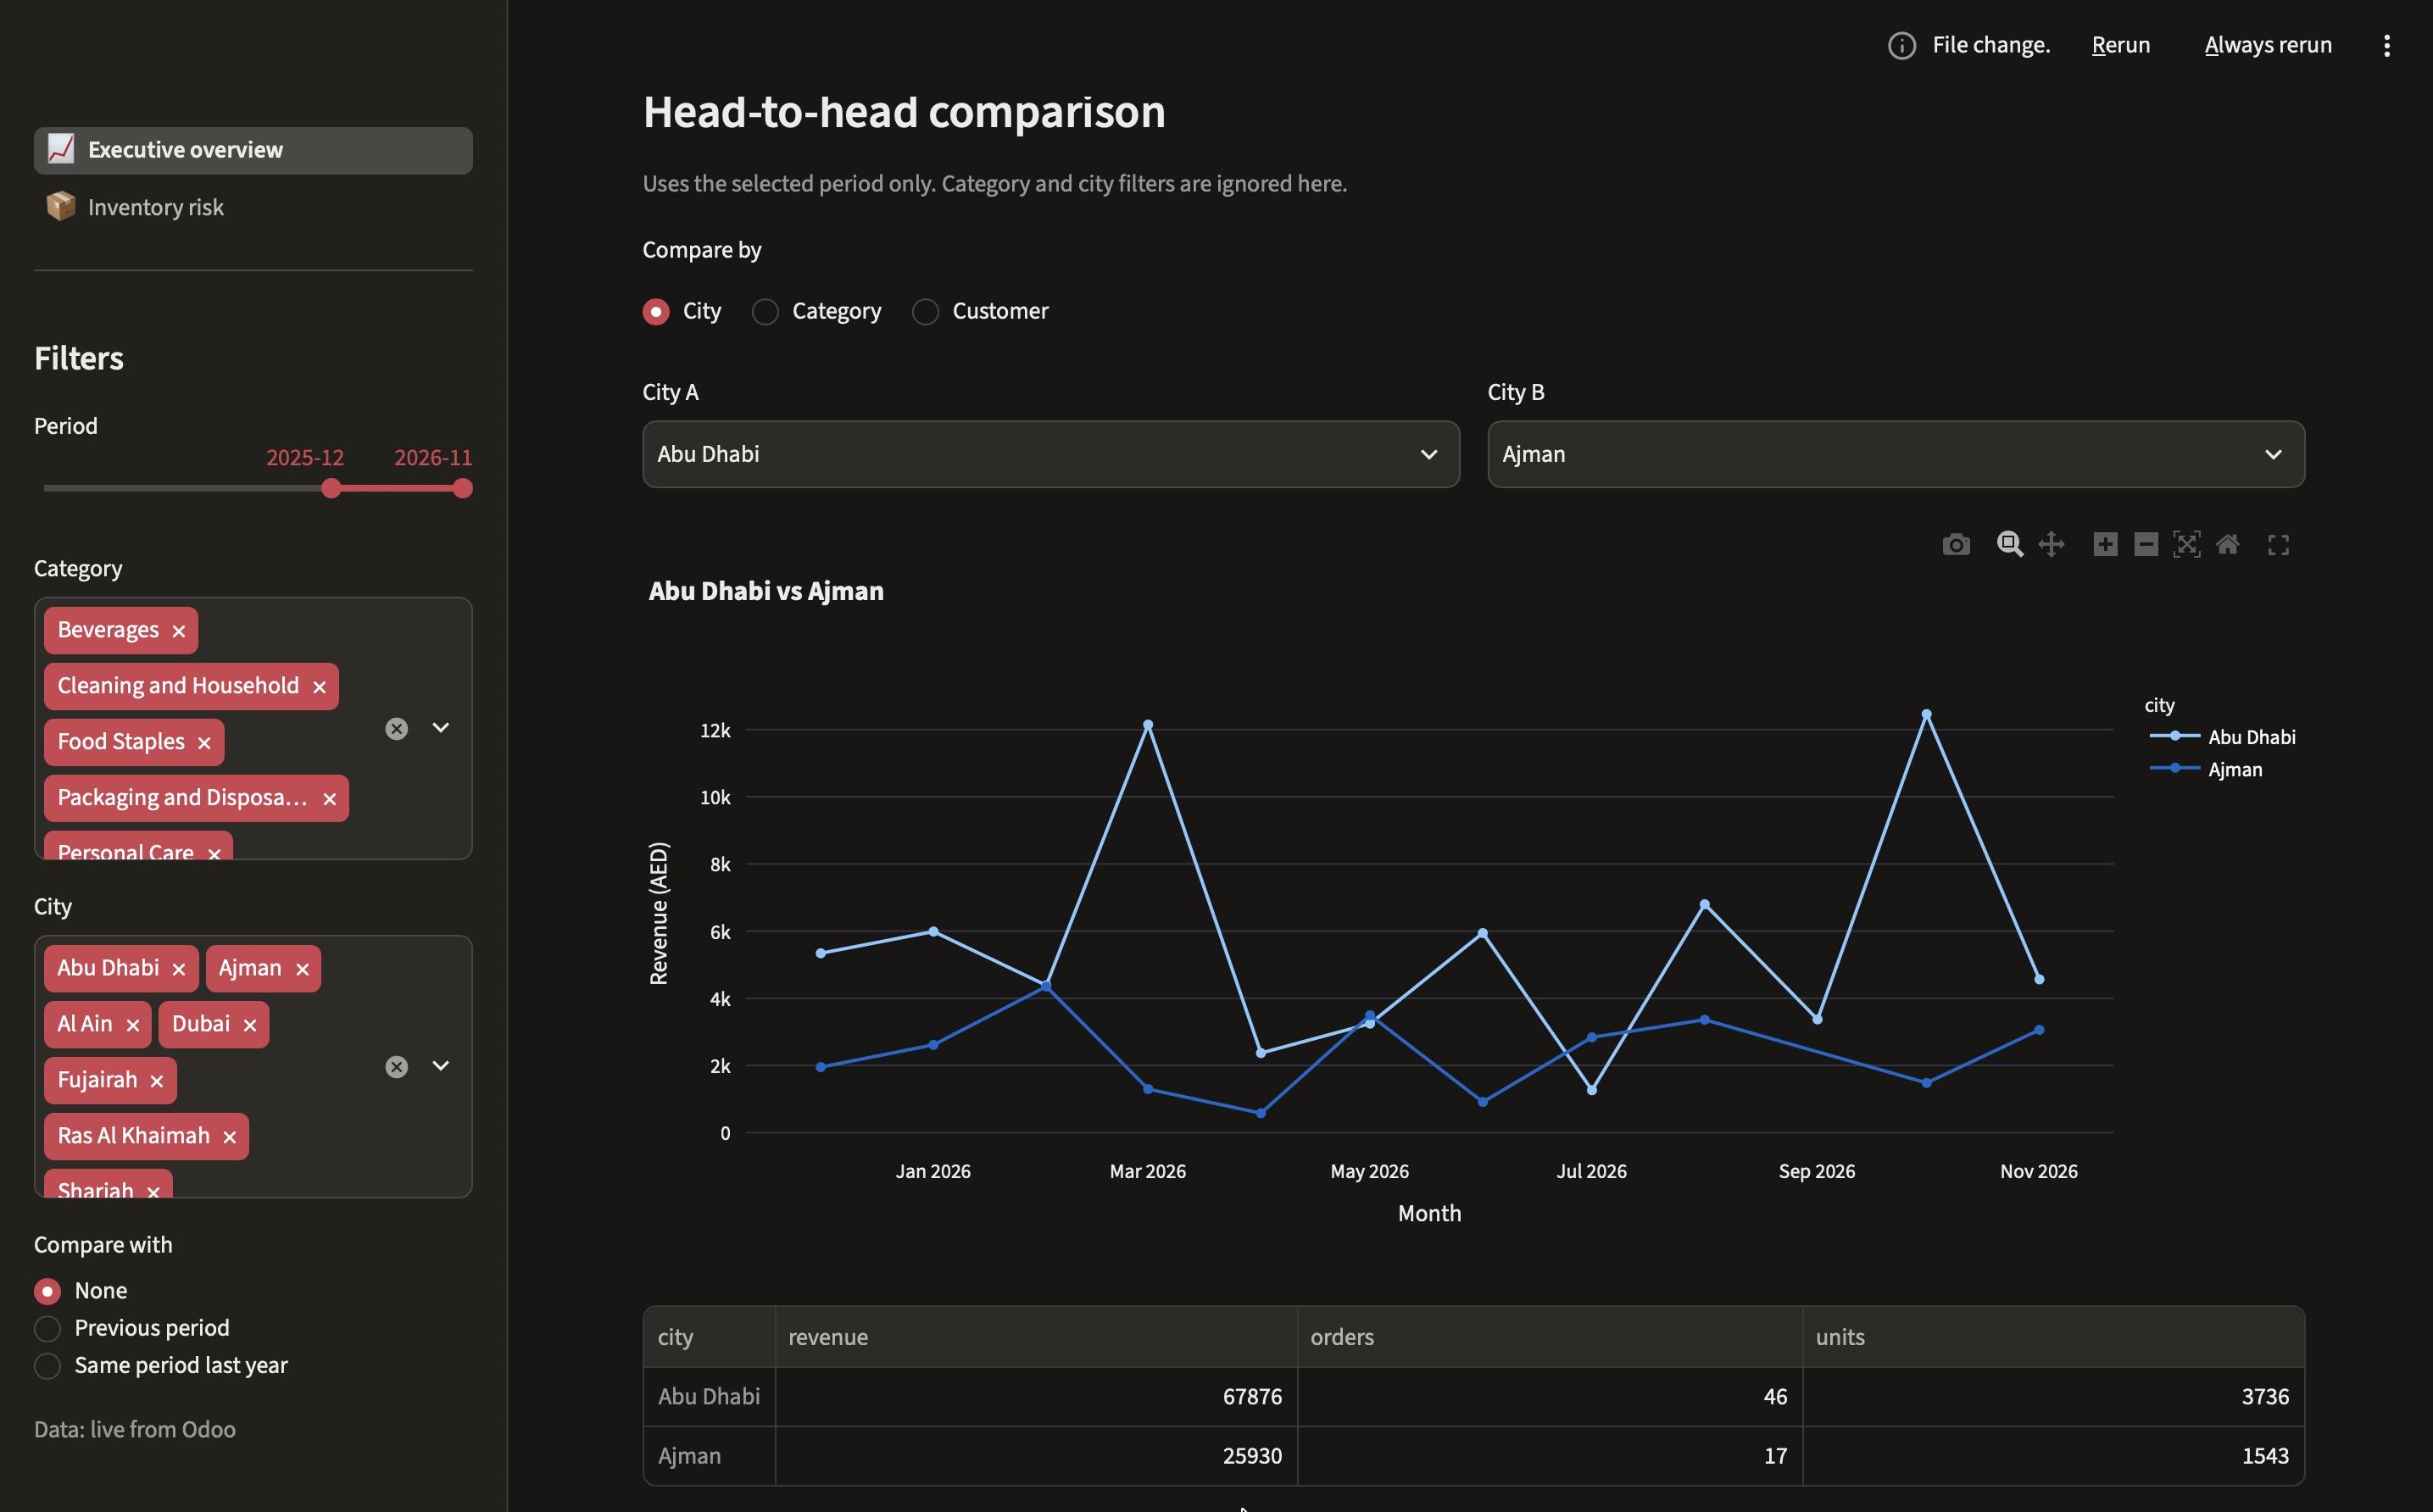 File change. Rerun Always rerun
Executive overview
Inventory risk
Filters
Period
2025-12 2026-11
Category
Beverages
Cleaning and Household
Food Staples
Packaging and Disposa...
Personal Care
City
Abu Dhabi Ajman
Al Ain Dubai
Fujairah
Ras Al Khaimah
Sharjah
Compare with
None
Previous period
Same period last year
Data: live from Odoo
Head-to-head comparison
Uses the selected period only. Category and city filters are ignored here.
Compare by
City Category Customer
City A City B
Abu Dhabi Ajman
Abu Dhabi vs Ajman
city
Abu Dhabi
Ajman
Revenue (AED)
12k
10k
8k
6k
4k
2k
0
Jan 2026 Mar 2026 May 2026 Jul 2026 Sep 2026 Nov 2026
Month
city revenue orders units
Abu Dhabi 67876 46 3736
Ajman 25930 17 1543